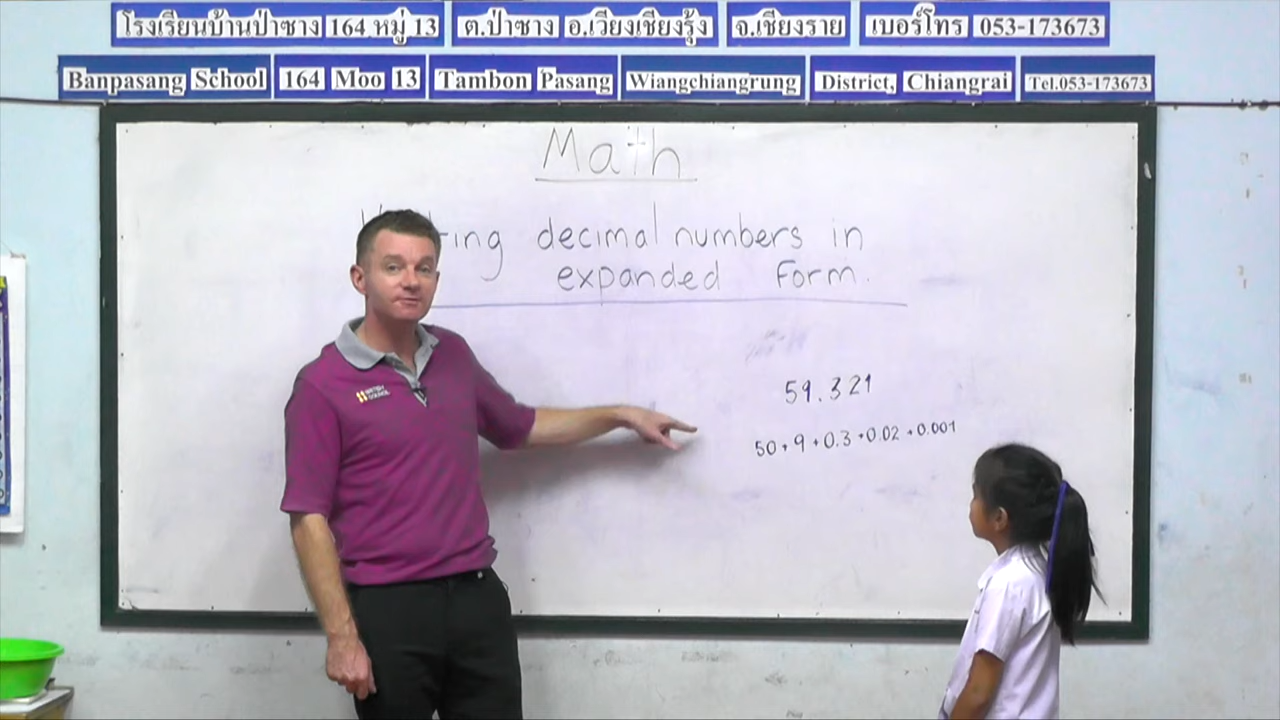 โรงเรียนบ้านป่าซาง 164 หมู่ 13 ต.ป่าซาง อ.เวียงเชียงรุ้ง จ.เชียงราย เบอร์โทร 053-173673
Banpasang School 164 Moo 13 Tambon Pasang Wiangchiangrung District, Chiangrai Tel.053-173673
Math
decimal numbers in
expanded form.
59.321
50+9+0.3+0.02+0.001
BRITISH
COUNCIL